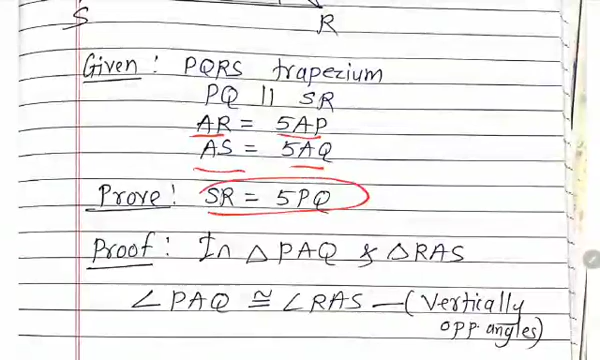 S
R
Given : PQRS trapezium
PQ || SR
AR = 5AP
AS = 5AQ
Prove : SR = 5PQ
Proof : In △PAQ & △RAS
∠PAQ ≅ ∠RAS —(Vertically
opp angles)